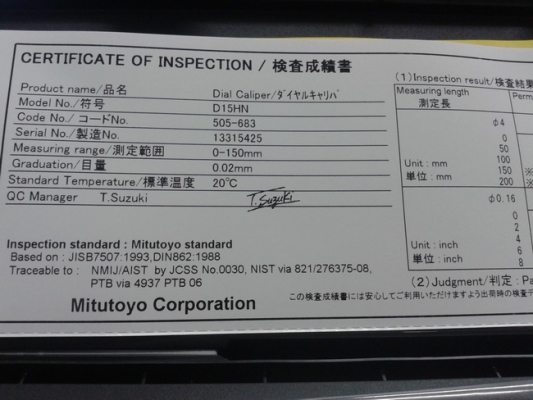 CERTIFICATE OF INSPECTION / 検査成績書
Product name/品名 Dial Caliper/ダイヤルキャリパ
Model No./符号 D15HN
Code No./ コードNo. 505-683
Serial No./製造No. 13315425
Measuring range/測定範囲 0-150mm
Graduation/目量 0.02mm
Standard Temperature/標準温度 20℃
QC Manager T.Suzuki T. Suzuki
Inspection standard : Mitutoyo standard
Based on : JISB7507:1993,DIN862:1988
Traceable to : NMIJ/AIST by JCSS No.0030, NIST via 821/276375-08,
PTB via 4937 PTB 06
Mitutoyo Corporation
(1) Inspection result/検査結果
Measuring length
測定長
Perm
φ4
0
50
Unit : mm 100
単位 : mm 150 ※
200 ※
φ0.16
0
2
Unit : inch 4
単位 : inch 6
8
(2) Judgment/判定 : Pa
この検査成績書には安心してご利用いただけますよう出荷時の検査デ